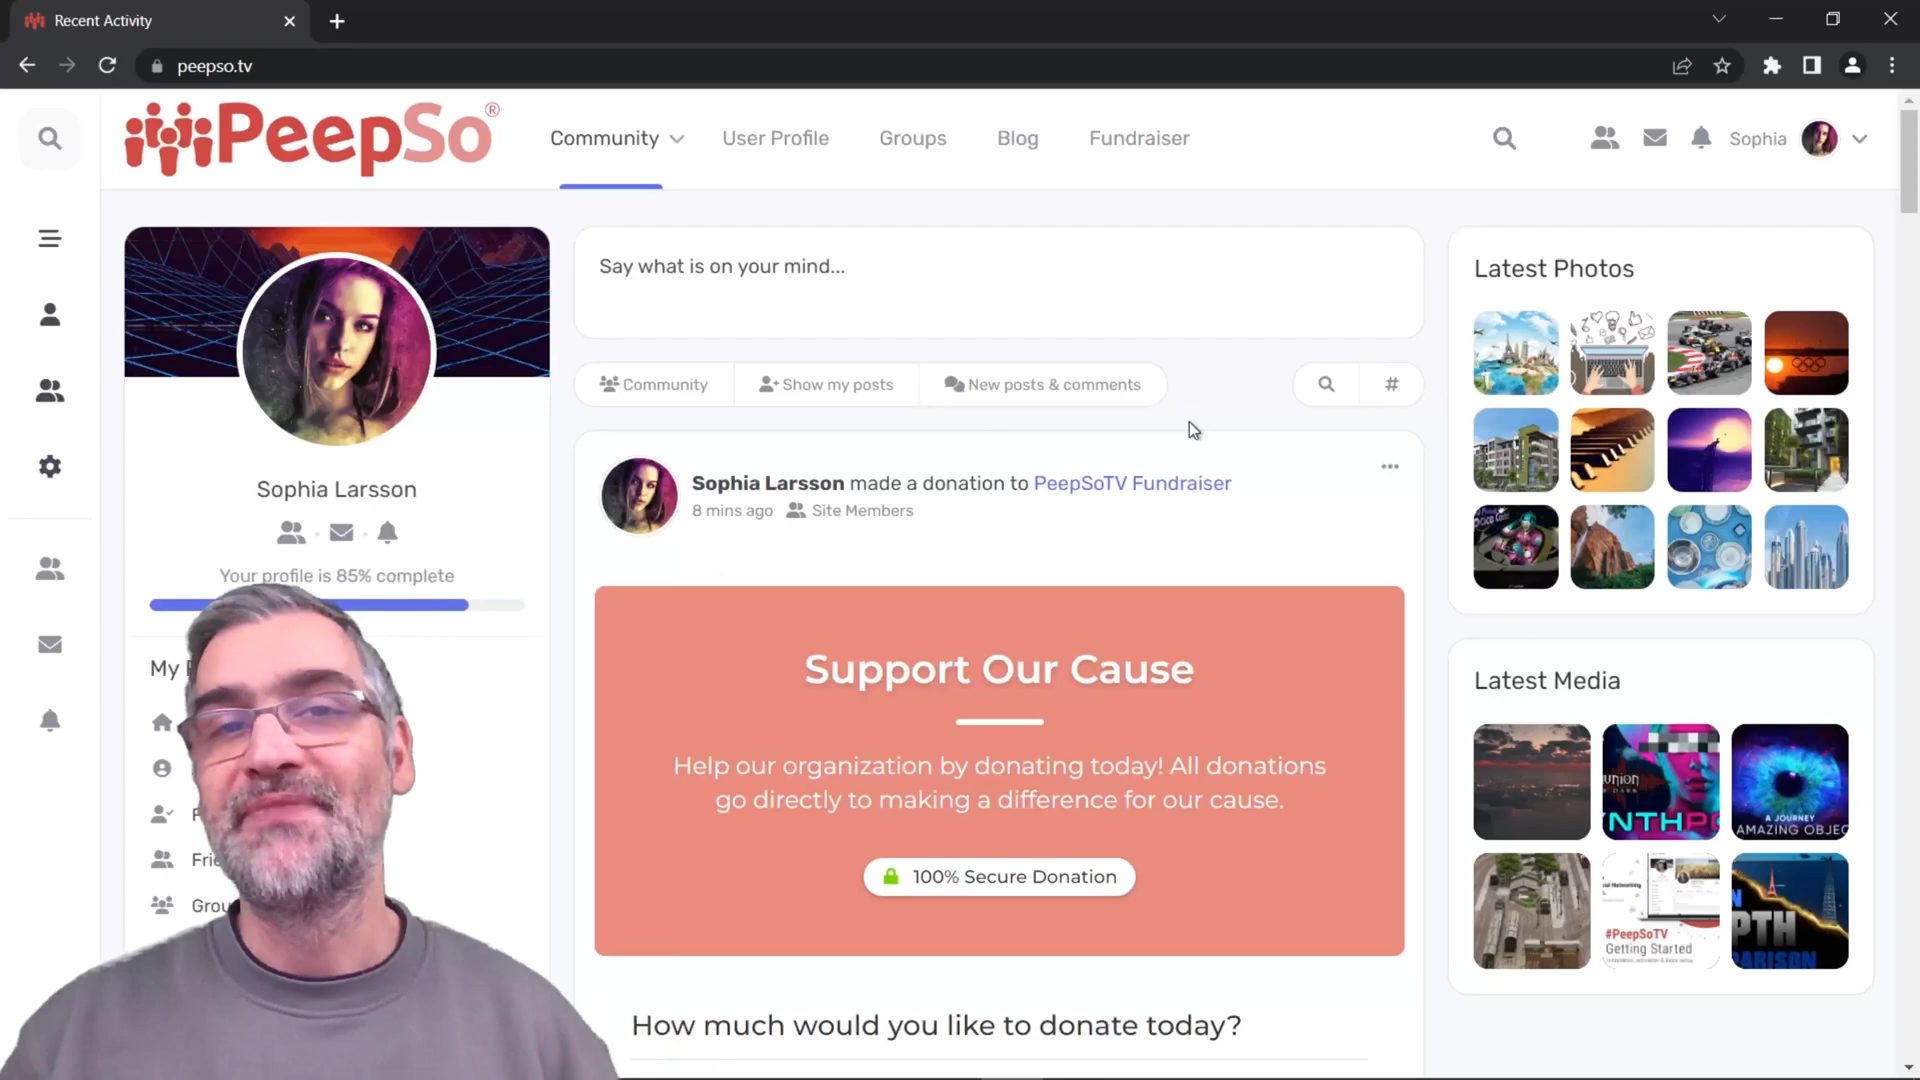 Recent Activity
peepso.tv
PeepSo®
Community
User Profile
Groups
Blog
Fundraiser
Sophia
Sophia Larsson
Your profile is 85% complete
My
Frie
Grou
Say what is on your mind...
Community
Show my posts
New posts & comments
#
Sophia Larsson made a donation to PeepSoTV Fundraiser
8 mins ago
Site Members
Support Our Cause
Help our organization by donating today! All donations
go directly to making a difference for our cause.
100% Secure Donation
How much would you like to donate today?
Latest Photos
Latest Media
UNION
NTHPO
A JOURNEY
AMAZING OBJEC
#PeepSoTV
Getting Started
PTH
PARISON